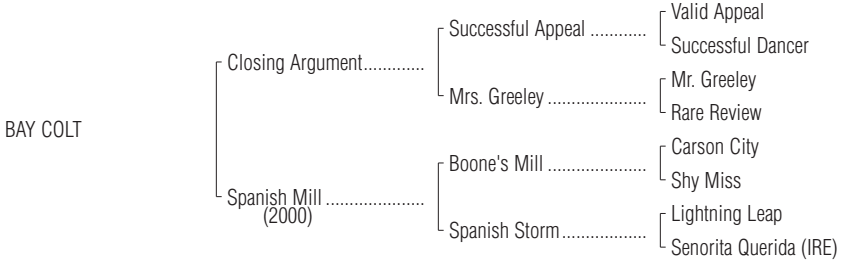 Valid Appeal
Successful Appeal ............
Successful Dancer
Closing Argument.............
Mr. Greeley
Mrs. Greeley .....................
Rare Review
BAY COLT
Carson City
Boone's Mill .....................
Shy Miss
Spanish Mill .....................
(2000)
Lightning Leap
Spanish Storm..................
Senorita Querida (IRE)